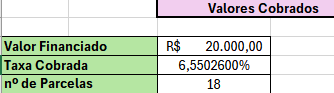 Valores Cobrados
Valor Financiado R$ 20.000,00
Taxa Cobrada 6,5502600%
nº de Parcelas 18